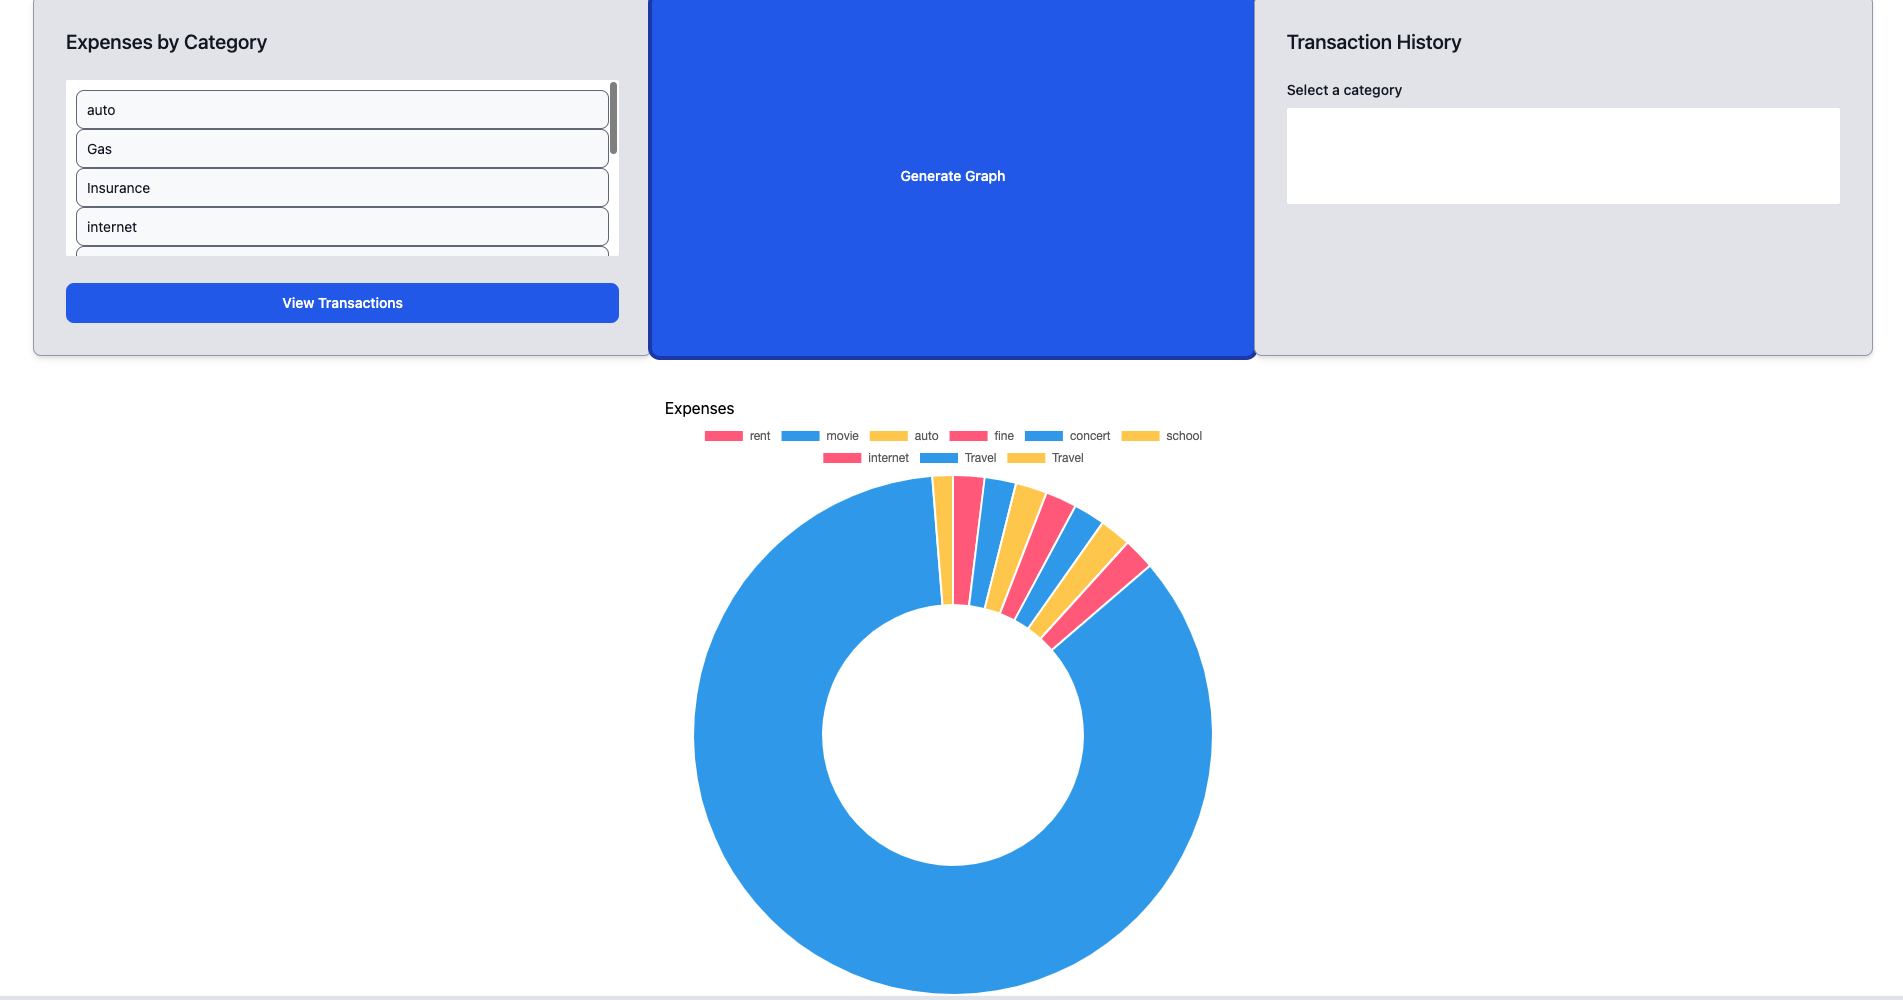 Expenses by Category
auto
Gas
Insurance
internet
View Transactions
Generate Graph
Transaction History
Select a category
Expenses
rent movie auto fine concert school
internet Travel Travel